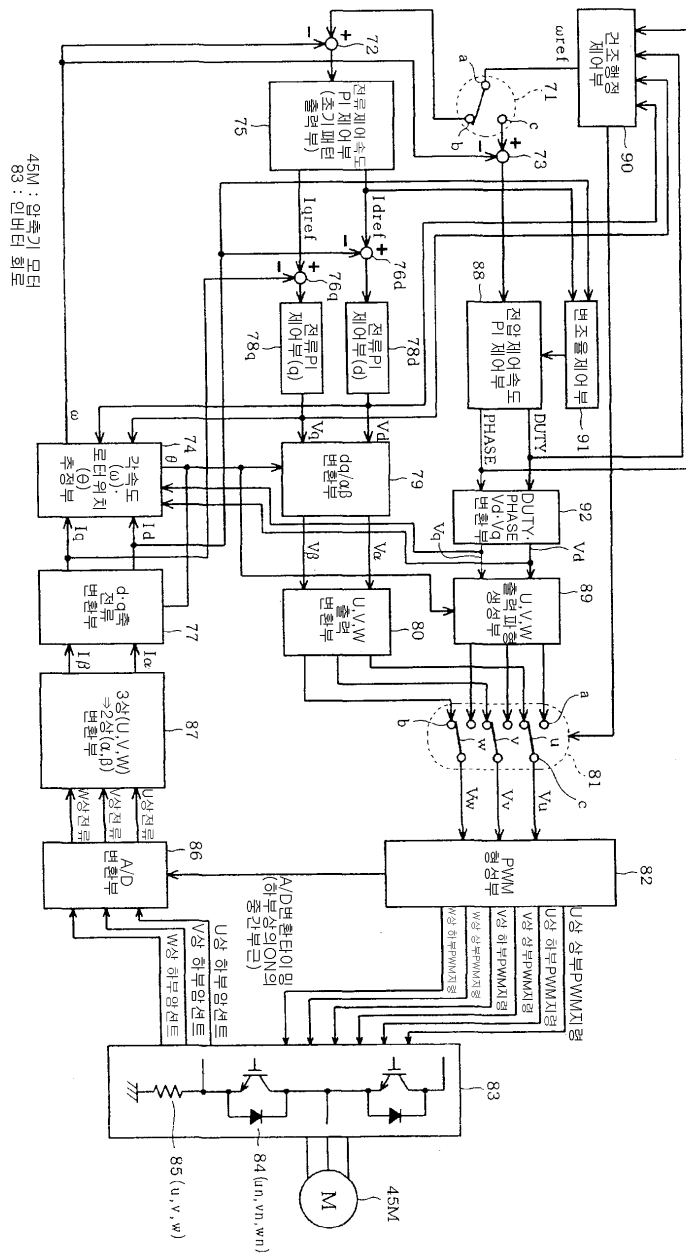 건조행정
제어부
90
ωref
a
b
c
71
72
73
전류제어속도
PI 제어부
(초기패터
출력부)
75
Iqref
Idref
76q
76d
전류PI
제어부(q)
78q
전류PI
제어부(d)
78d
전압제어속도
PI 제어부
88
변조율제어부
91
PHASE
DUTY
DUTY·
PHASE
Vd·Vq
변환부
92
Vq
Vd
Vq
Vd
dq/αβ
변환부
79
Vβ
Vα
U,V,W
출력
변환부
80
U,V,W
출력파형
생성부
89
a
b
c
u
v
w
81
Vu
Vv
Vw
PWM
형성부
82
U상 상부PWM지령
U상 하부PWM지령
V상 상부PWM지령
V상 하부PWM지령
W상 상부PWM지령
W상 하부PWM지령
A/D변환타이밍
(하부상의ON의
중간부근)
ω
각속도
(ω)·
로터위치
(θ)
추정부
74
θ
Iq
Id
d·q축
전류
변환부
77
Iβ
Iα
3상(U,V,W)
⇒2상(α,β)
변환부
87
U상전류
V상전류
W상전류
A/D
변환부
86
U상 하부암션트
V상 하부암션트
W상 하부암션트
83
84(un,vn,wn)
85(u,v,w)
M
45M
45M : 압축기 모터
83 : 인버터 회로